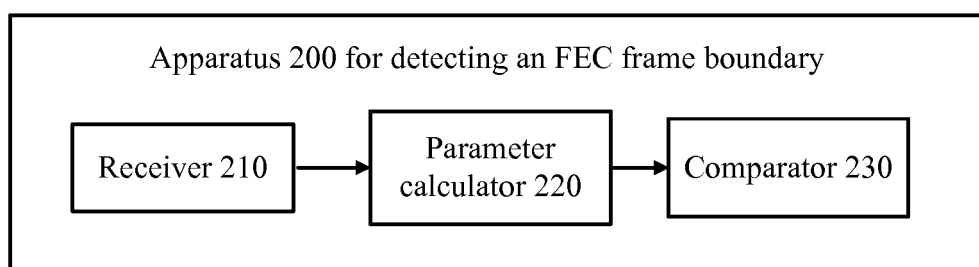 Apparatus 200 for detecting an FEC frame boundary
Receiver 210
Parameter
calculator 220
Comparator 230